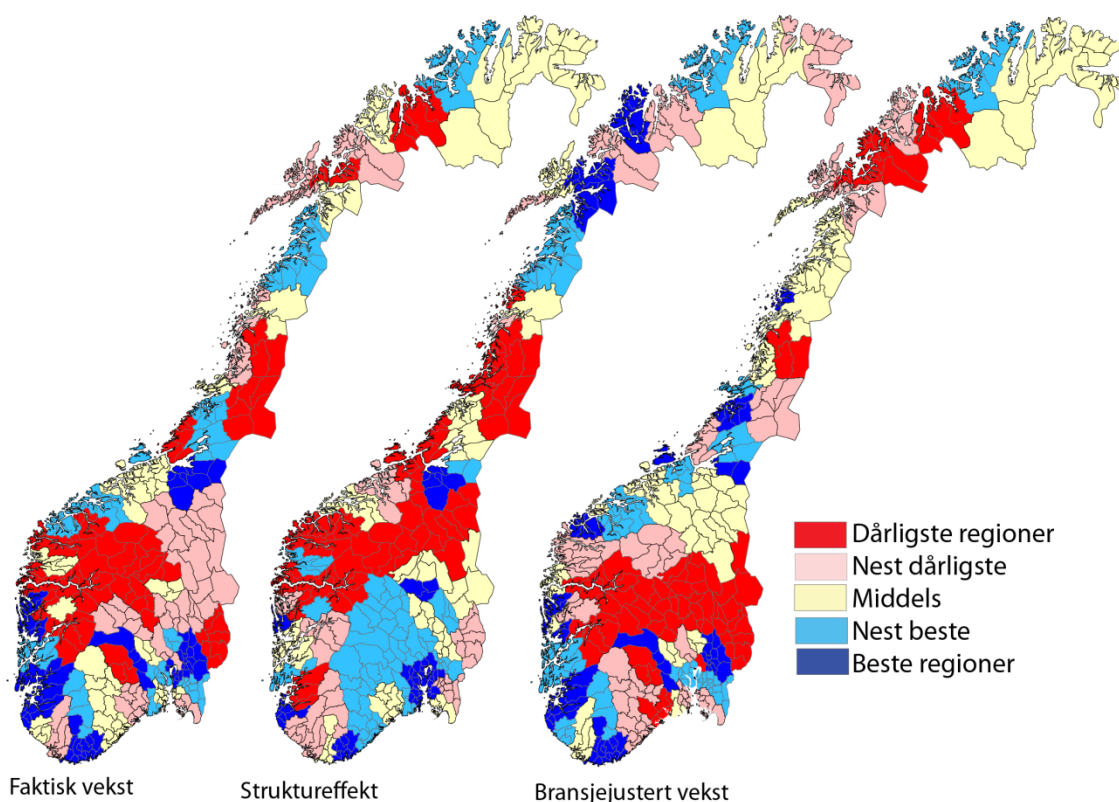 Dårligste regioner
Nest dårligste
Middels
Nest beste
Beste regioner
Faktisk vekst
Struktureffekt
Bransjejustert vekst